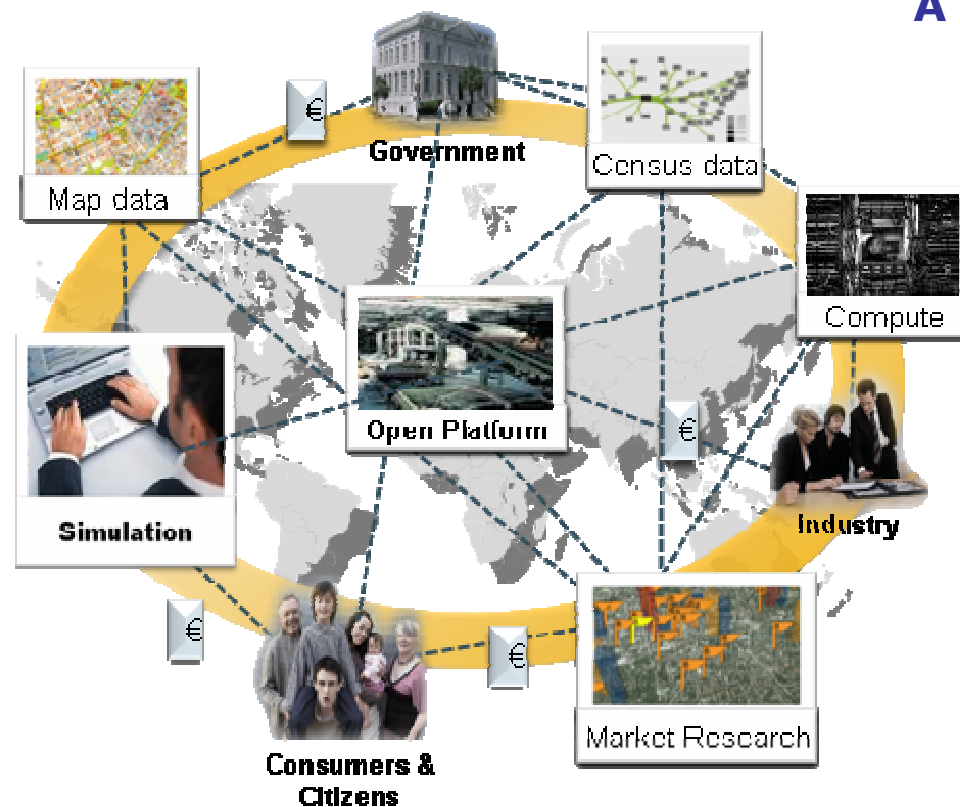 A
€
Government
Map data
Census data
Compute
Open Platform
€
Simulation
Industry
€
€
Market Research
Consumers &
Citizens